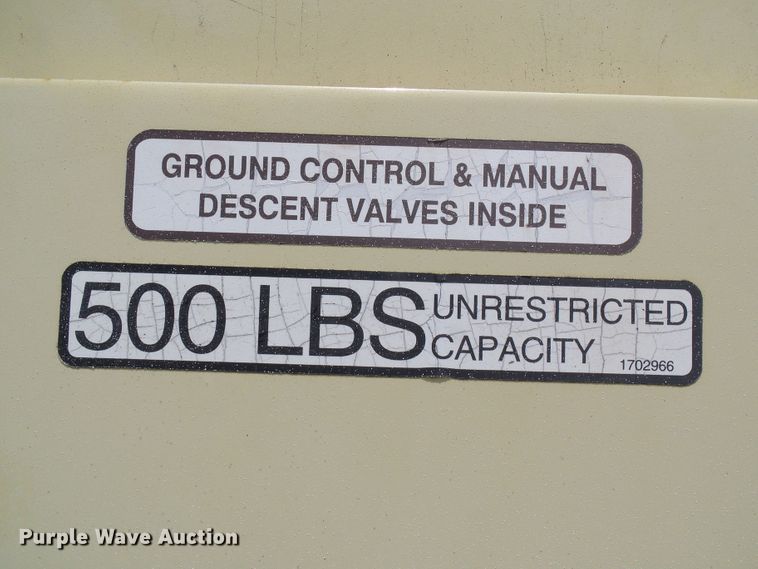 GROUND CONTROL & MANUAL
DESCENT VALVES INSIDE
500 LBS UNRESTRICTED
CAPACITY
1702966
Purple Wave Auction